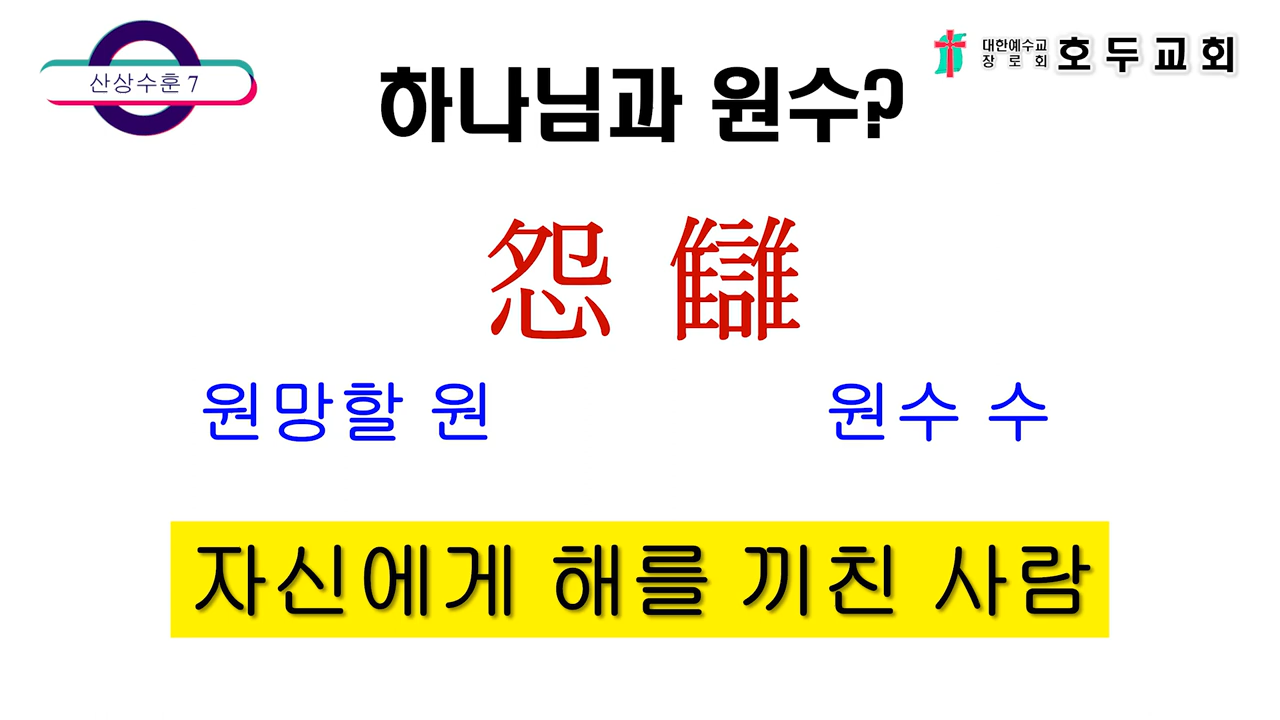 산상수훈 7
대한예수교
장로회
호두교회
하나님과 원수?
怨 讎
원망할 원
원수 수
자신에게 해를 끼친 사람